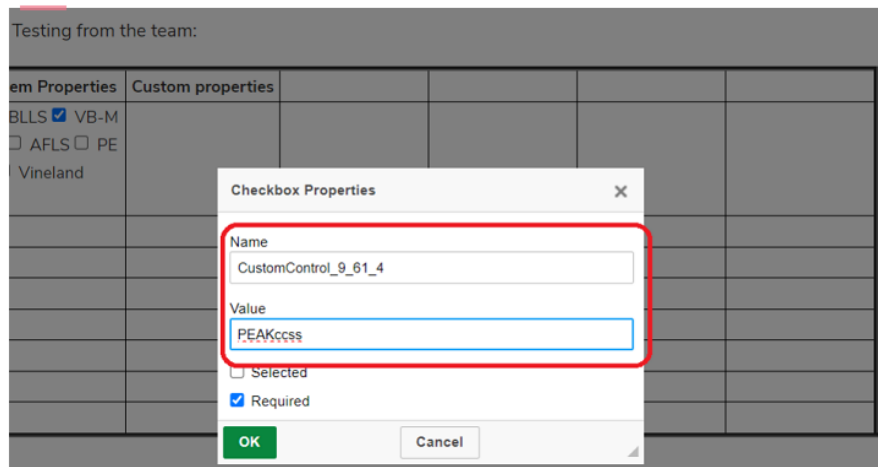 Testing from the team:
em Properties Custom properties
BLLS VB-M
AFLS PE
Vineland
Checkbox Properties
Name
CustomControl_9_61_4
Value
PEAKccss
Selected
Required
OK Cancel